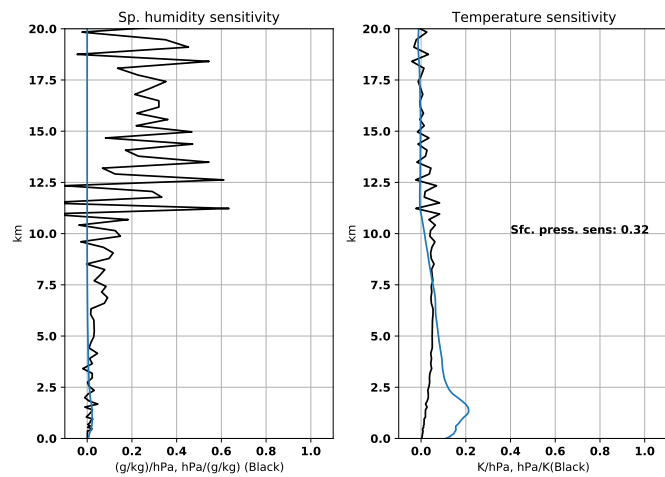 Sp. humidity sensitivity
20.0
17.5
15.0
12.5
10.0
7.5
5.0
2.5
0.0
km
0.0 0.2 0.4 0.6 0.8 1.0
(g/kg)/hPa, hPa/(g/kg) (Black)
Temperature sensitivity
20.0
17.5
15.0
12.5
10.0
7.5
5.0
2.5
0.0
km
Sfc. press. sens: 0.32
0.0 0.2 0.4 0.6 0.8 1.0
K/hPa, hPa/K(Black)